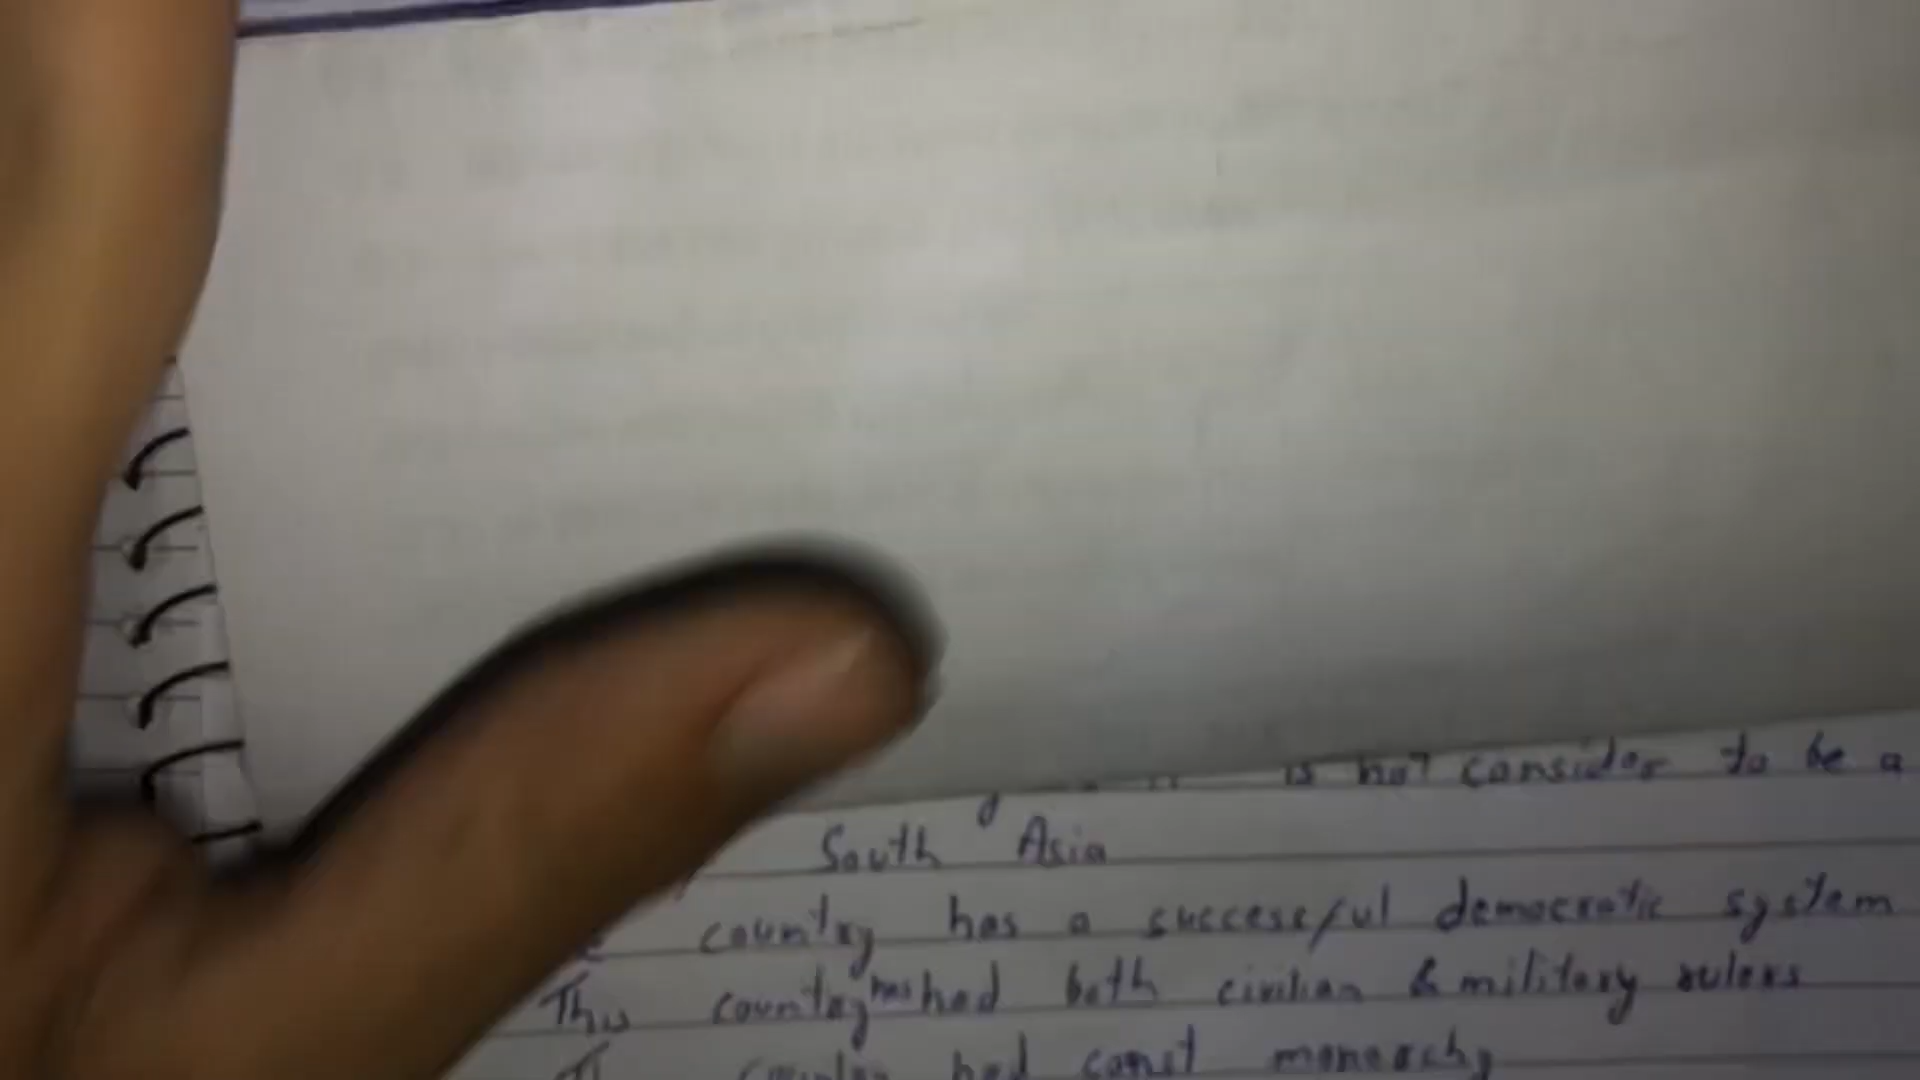 is not consider to be a
South Asia
country has a successful democratic system
This country has had both civilian & military rulers
had const monarchy